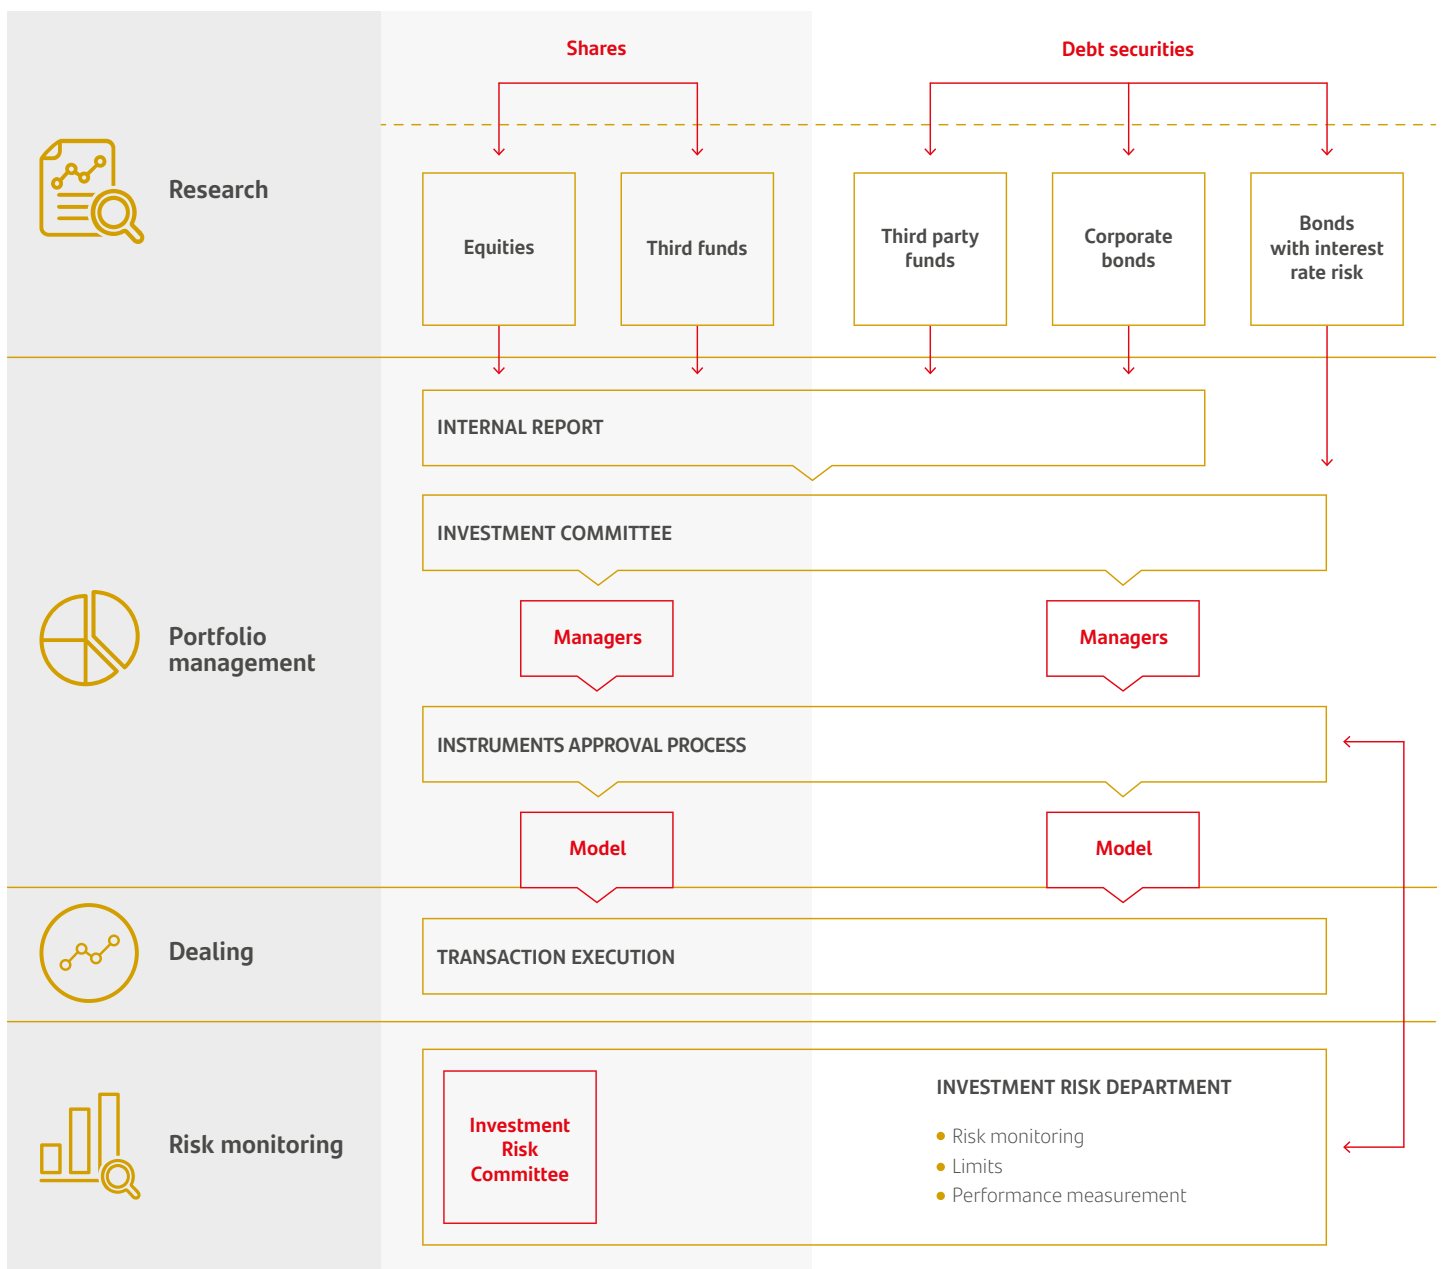 Shares
Debt securities
Research
Equities
Third funds
Third party
funds
Corporate
bonds
Bonds
with interest
rate risk
INTERNAL REPORT
INVESTMENT COMMITTEE
Portfolio
management
Managers
Managers
INSTRUMENTS APPROVAL PROCESS
Model
Model
Dealing
TRANSACTION EXECUTION
Risk monitoring
Investment
Risk
Committee
INVESTMENT RISK DEPARTMENT
Risk monitoring
Limits
Performance measurement